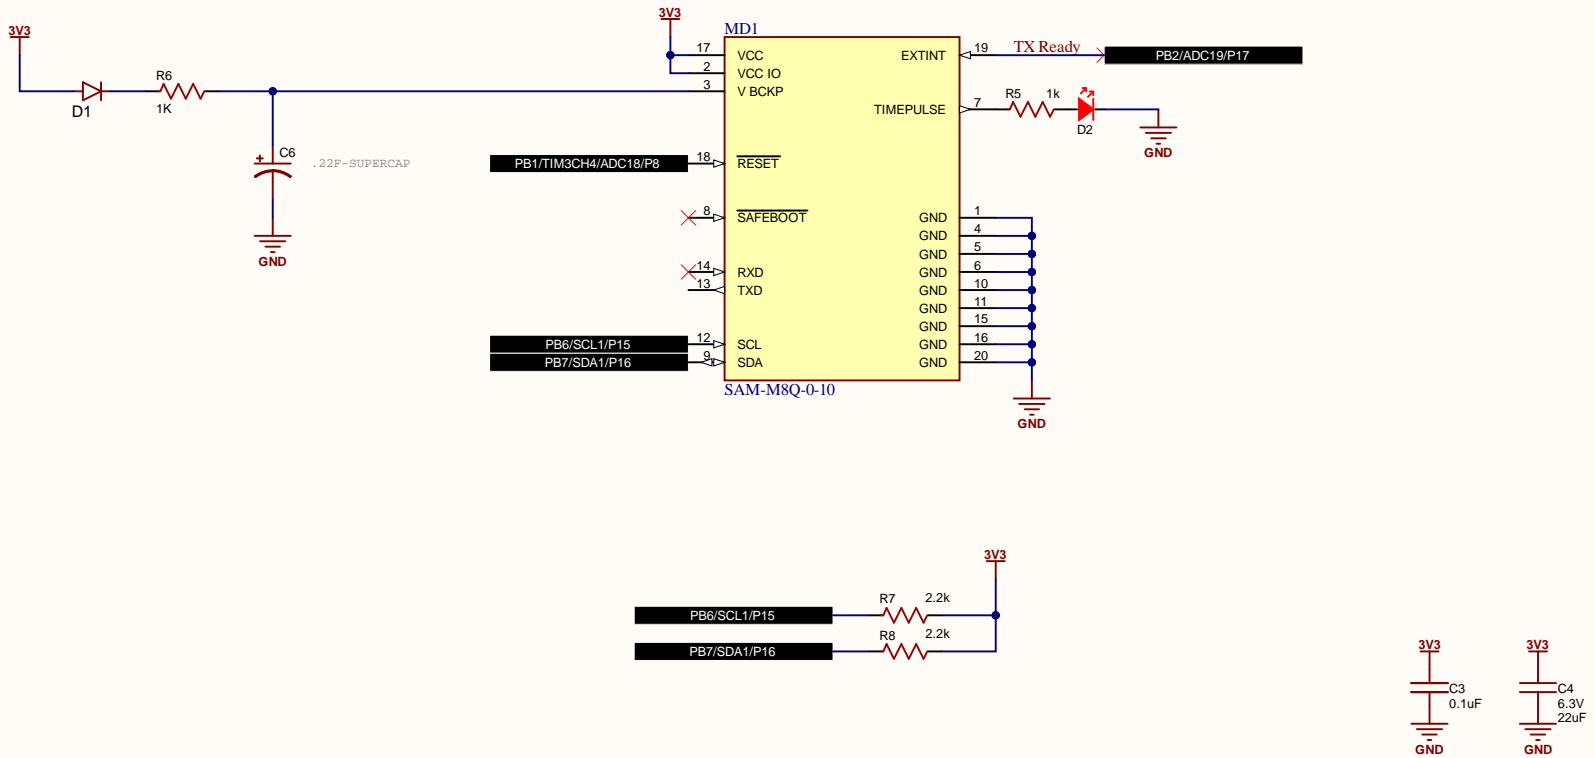 3V3
D1
R6
1K
C6
.22F-SUPERCAP
GND
3V3
MD1
17 VCC
2 VCC IO
3 V BCKP
PB1/TIM3CH4/ADC18/P8 18 RESET
8 SAFEBOOT
14 RXD
13 TXD
PB6/SCL1/P15 12 SCL
PB7/SDA1/P16 9 SDA
SAM-M8Q-0-10
EXTINT 19 TX Ready PB2/ADC19/P17
TIMEPULSE 7 R5 1k
D2
GND
GND 1
GND 4
GND 5
GND 6
GND 10
GND 11
GND 15
GND 16
GND 20
GND
3V3
PB6/SCL1/P15 R7 2.2k
PB7/SDA1/P16 R8 2.2k
3V3
C3
0.1uF
GND
3V3
C4
6.3V
22uF
GND